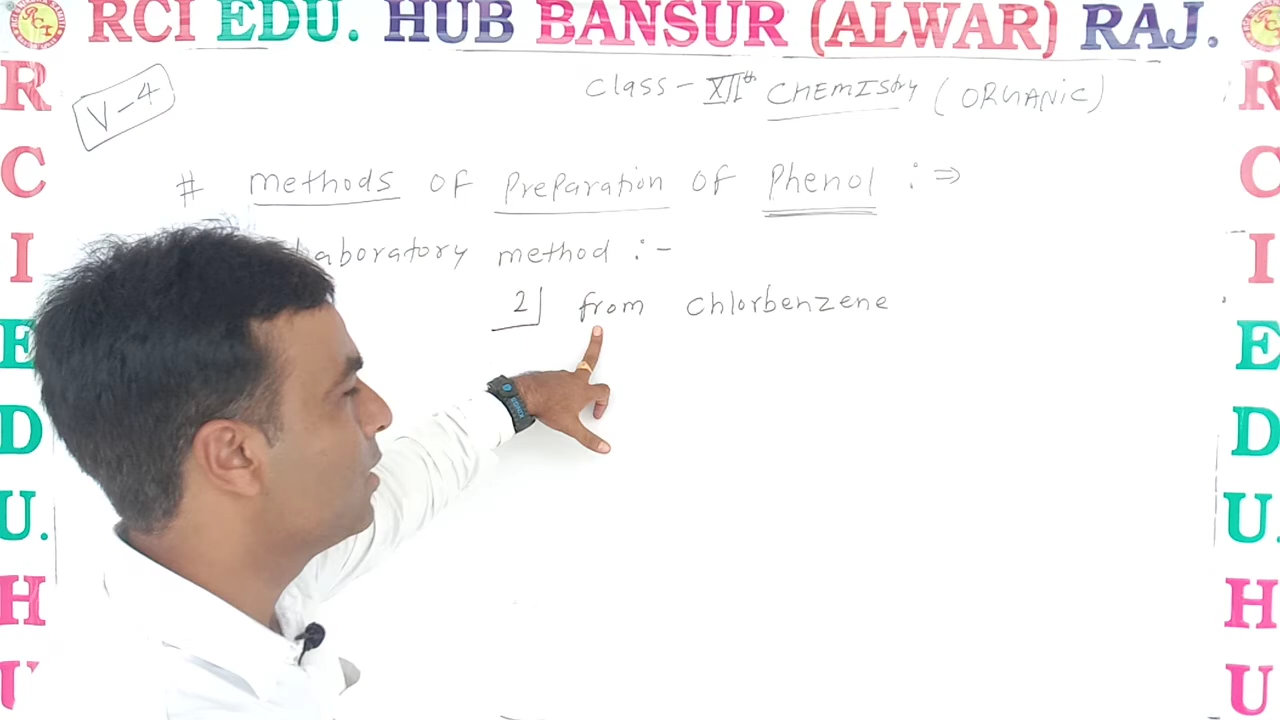 RCI EDU. HUB BANSUR (ALWAR) RAJ.
V-4
Class - XIIth CHEMIStry (ORGANIC)
# methods of Preparation of Phenol : ⇒
Laboratory method :-
2 from chlorbenzene
R C I E D U. H U
R C I E D U. H U